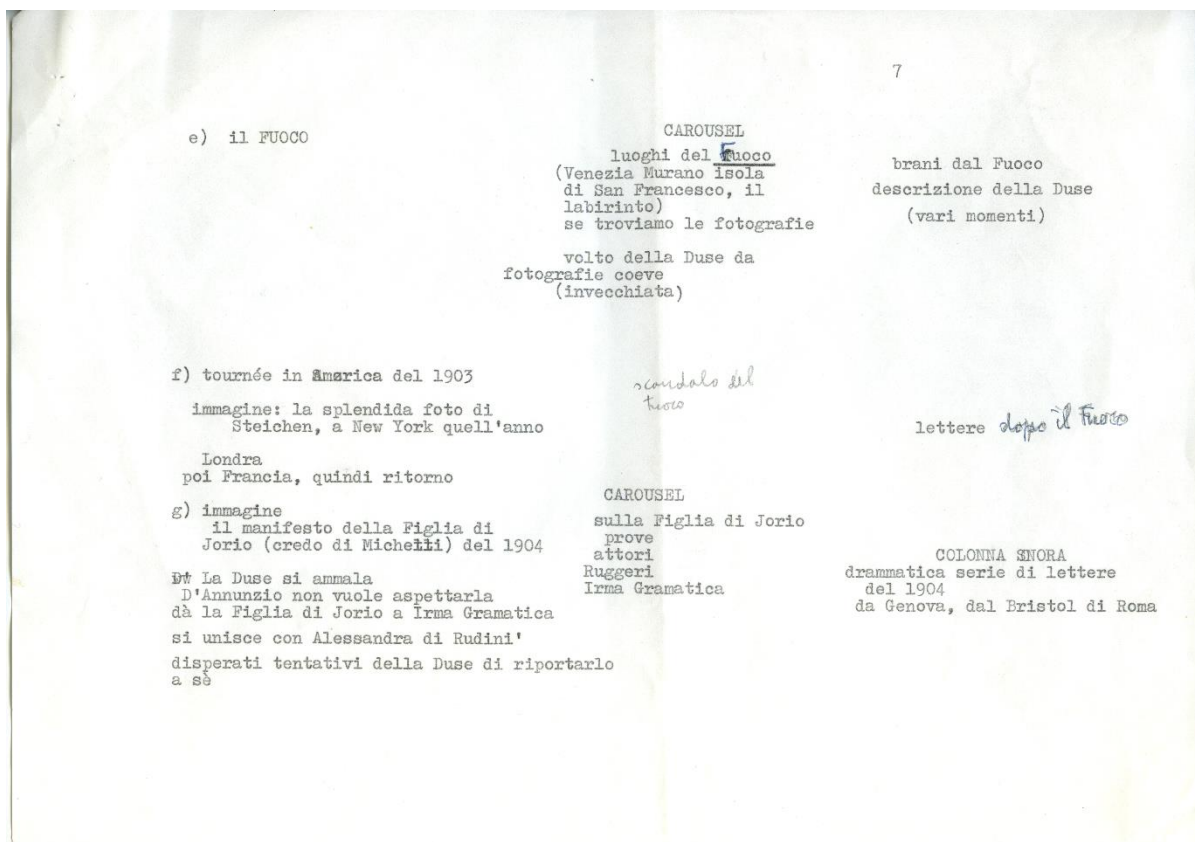 7
e) il FUOCO
CAROUSEL
luoghi del Fuoco
(Venezia Murano isola
di San Francesco, il
labirinto)
se troviamo le fotografie
volto della Duse da
fotografie coeve
(invecchiata)
brani dal Fuoco
descrizione della Duse
(vari momenti)
f) tournée in America del 1903
immagine: la splendida foto di
Steichen, a New York quell'anno
Londra
poi Francia, quindi ritorno
scandalo del
fuoco
lettere dopo il Fuoco
g) immagine
il manifesto della Figlia di
Jorio (credo di Michetti) del 1904
La Duse si ammala
D'Annunzio non vuole aspettarla
dà la Figlia di Jorio a Irma Gramatica
si unisce con Alessandra di Rudini'
disperati tentativi della Duse di riportarlo
a sè
CAROUSEL
sulla Figlia di Jorio
prove
attori
Ruggeri
Irma Gramatica
COLONNA SNORA
drammatica serie di lettere
del 1904
da Genova, dal Bristol di Roma